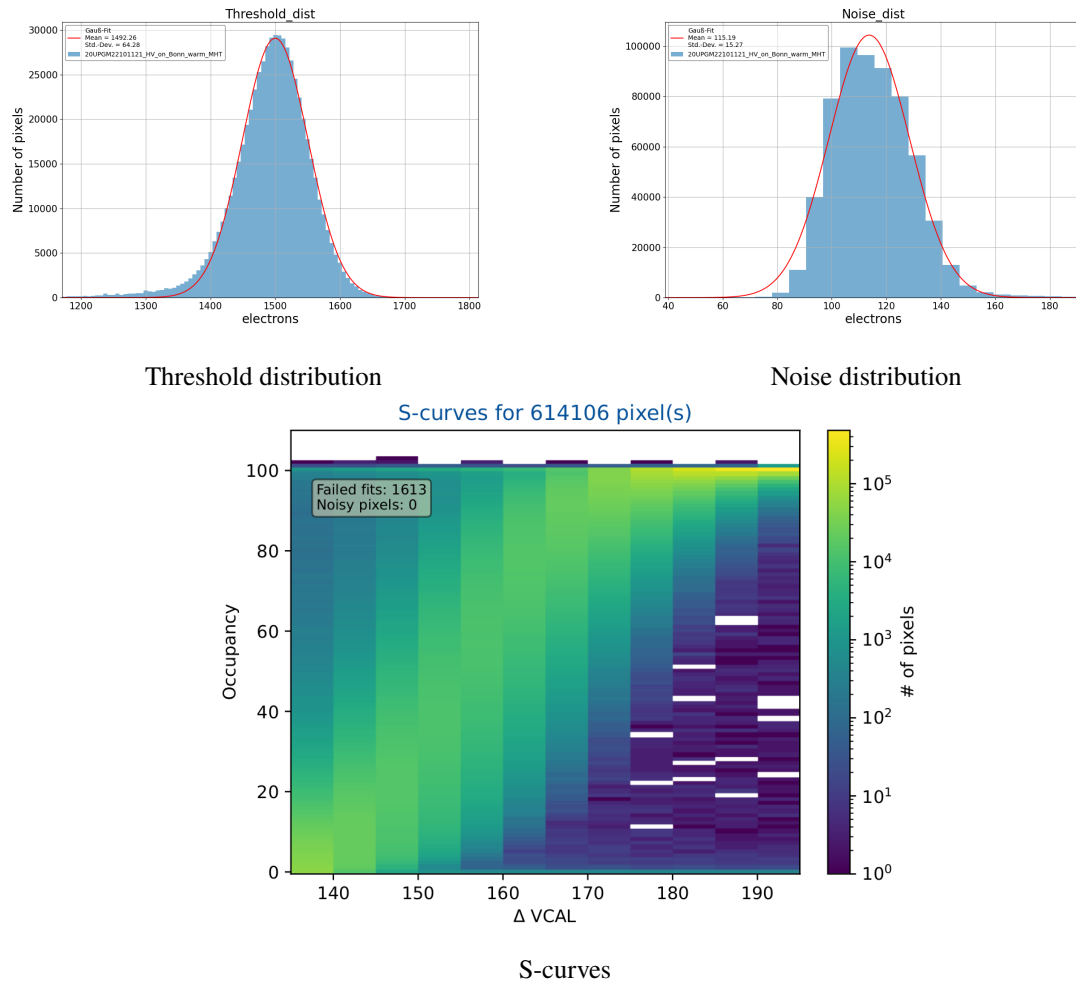 Threshold_dist
Gauß-Fit
Mean = 1492.26
Std.-Dev. = 64.28
20UPGM22101121_HV_on_Bonn_warm_MHT
Number of pixels
30000
25000
20000
15000
10000
5000
0
1200 1300 1400 1500 1600 1700 1800
electrons
Threshold distribution
Noise_dist
Gauß-Fit
Mean = 115.19
Std.-Dev. = 15.27
20UPGM22101121_HV_on_Bonn_warm_MHT
Number of pixels
100000
80000
60000
40000
20000
0
40 60 80 100 120 140 160 180
electrons
Noise distribution
S-curves for 614106 pixel(s)
Failed fits: 1613
Noisy pixels: 0
Occupancy
100
80
60
40
20
0
140 150 160 170 180 190
Δ VCAL
10⁵
10⁴
10³
10²
10¹
10⁰
# of pixels
S-curves